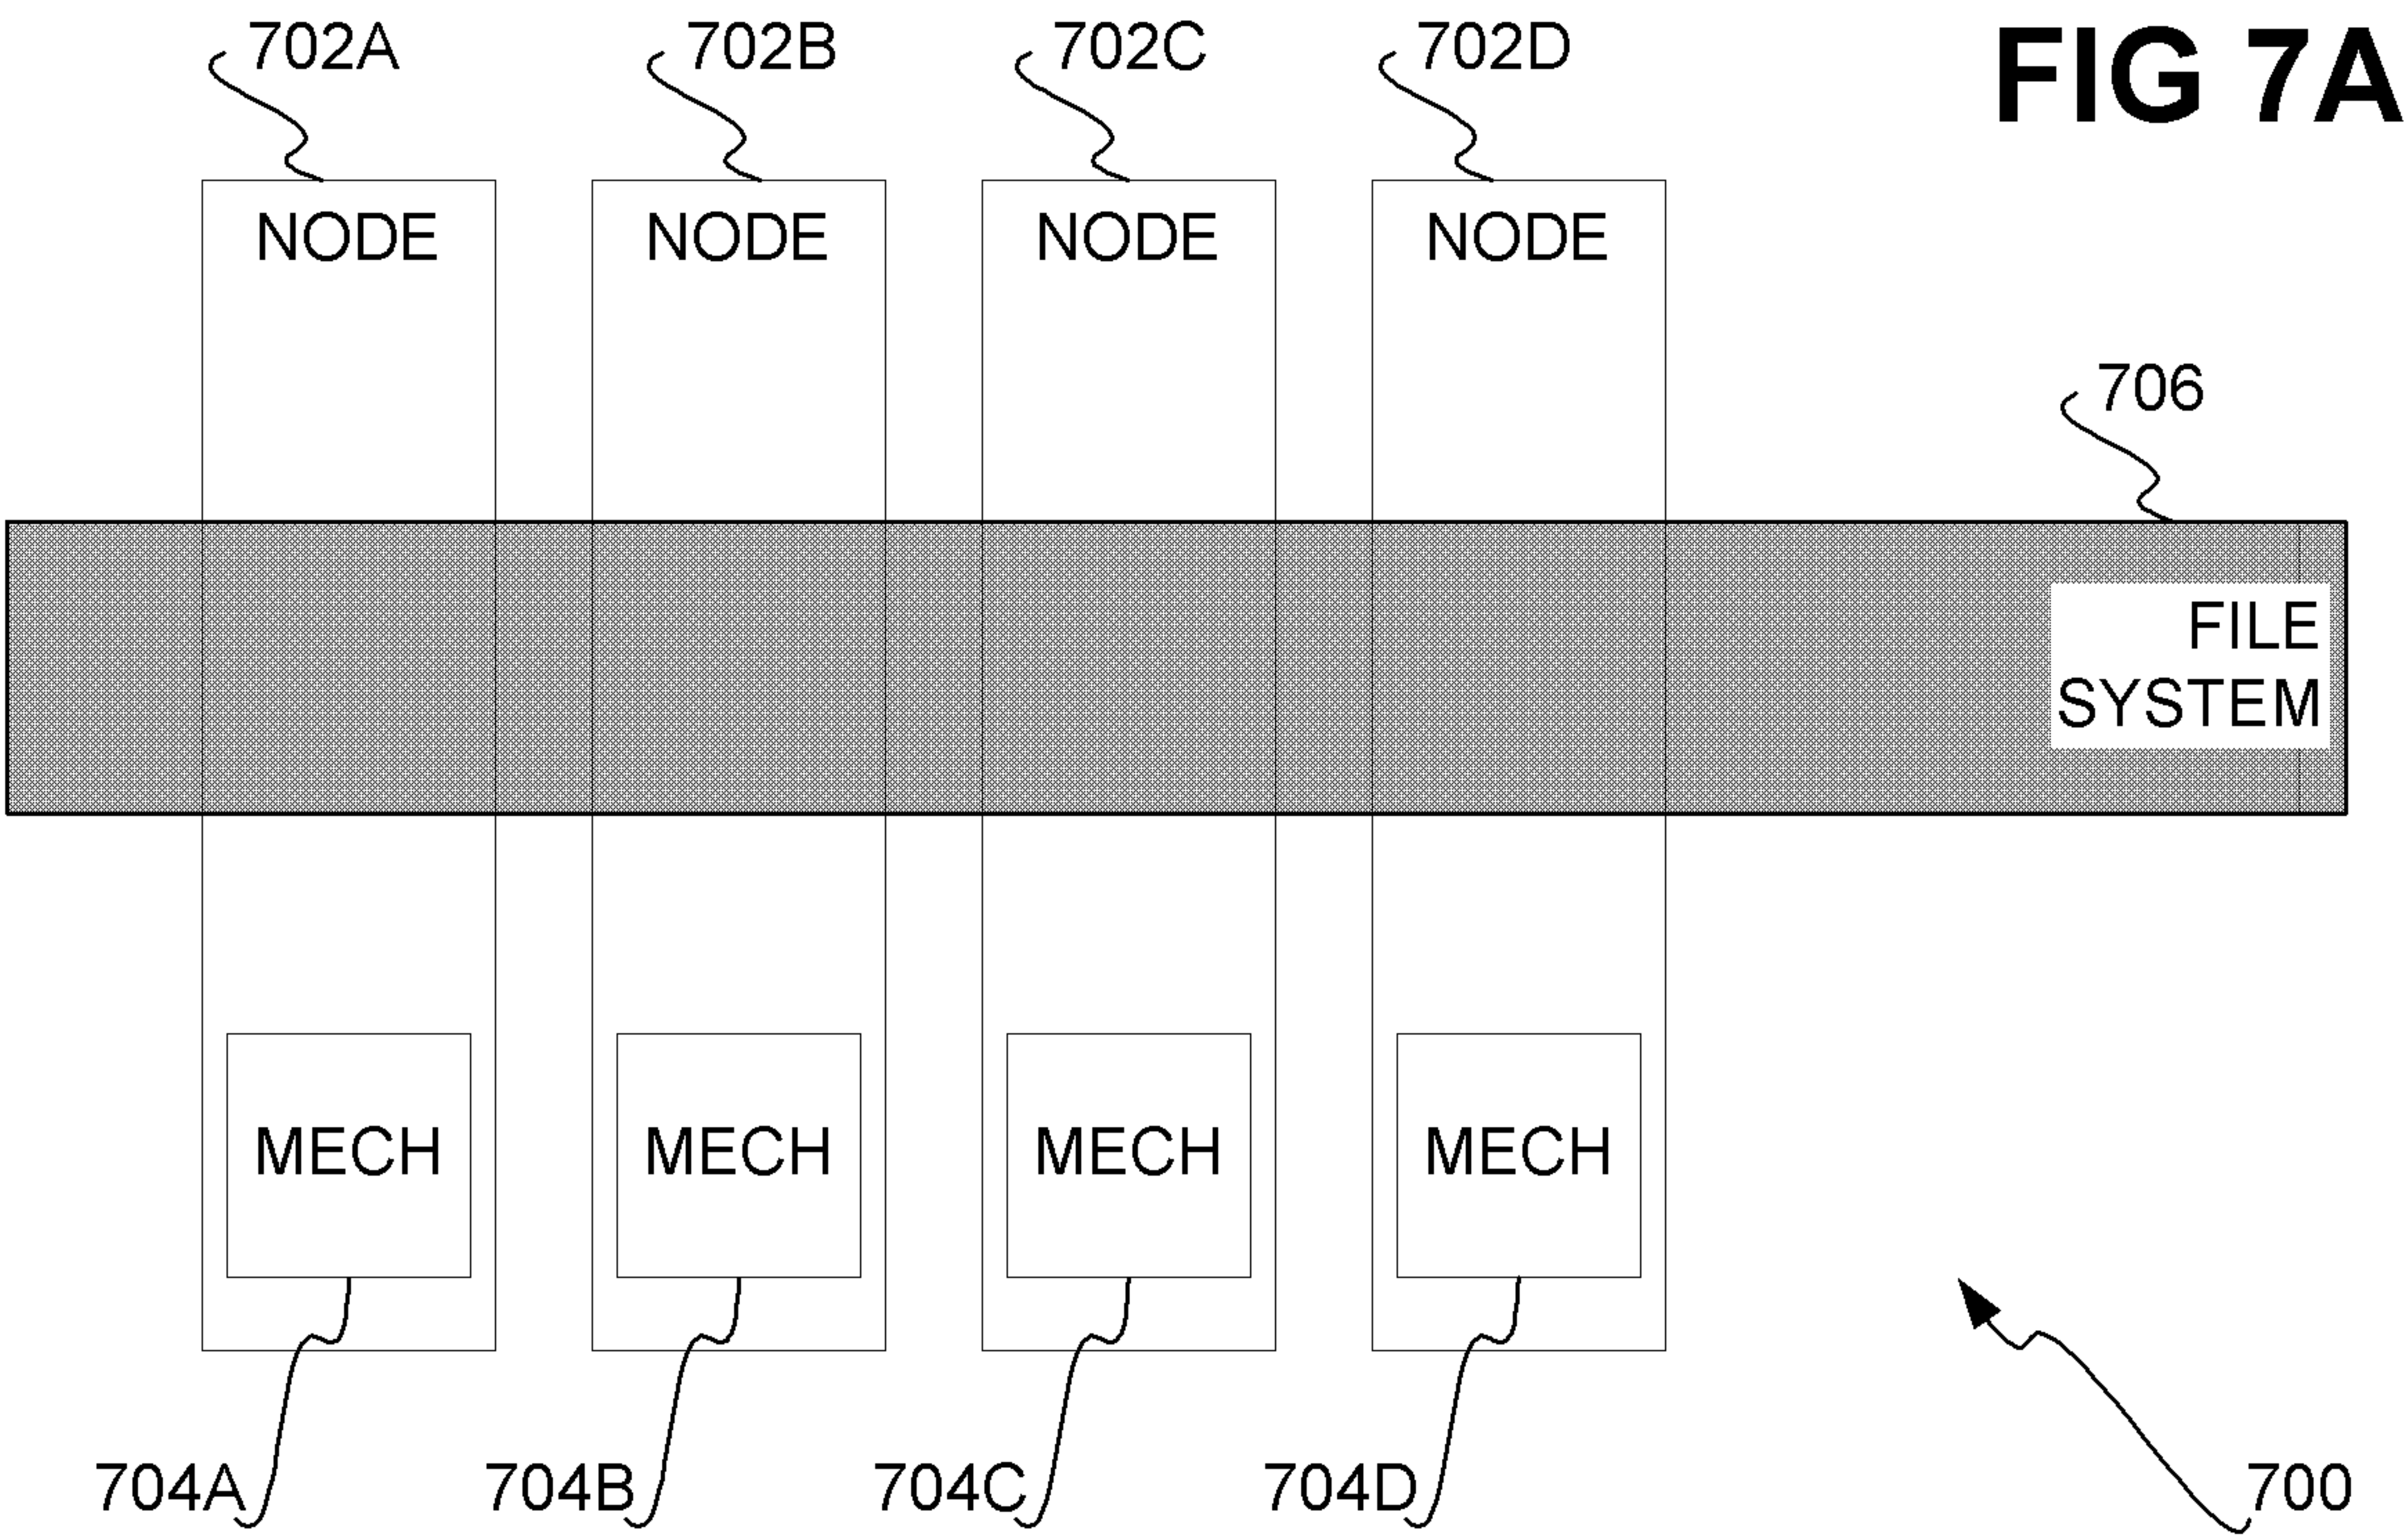 702A 702B 702C 702D FIG 7A
NODE NODE NODE NODE
706
FILE
SYSTEM
MECH MECH MECH MECH
704A 704B 704C 704D 700